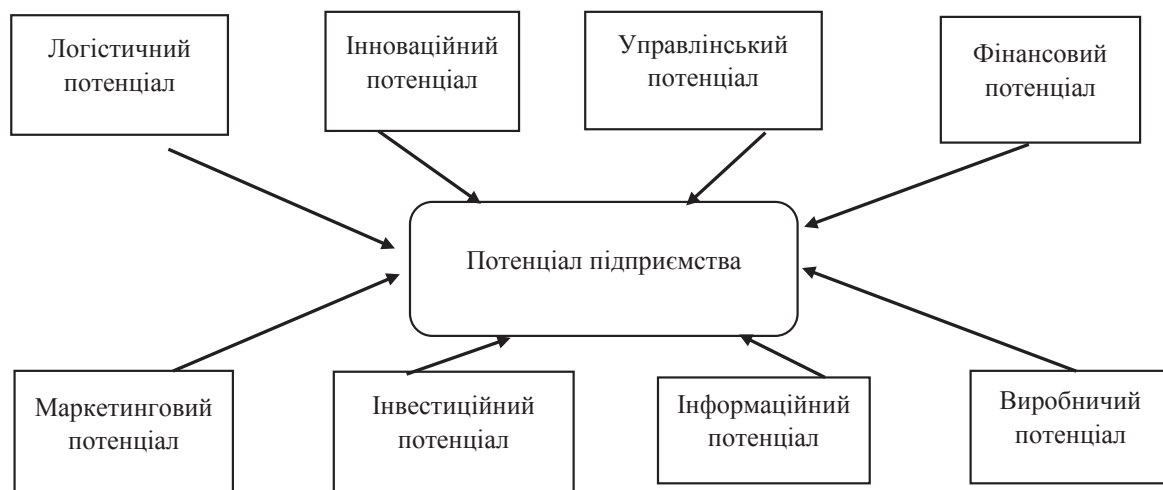 Логістичний
потенціал
Інноваційний
потенціал
Управлінський
потенціал
Фінансовий
потенціал
Потенціал підприємства
Маркетинговий
потенціал
Інвестиційний
потенціал
Інформаційний
потенціал
Виробничий
потенціал